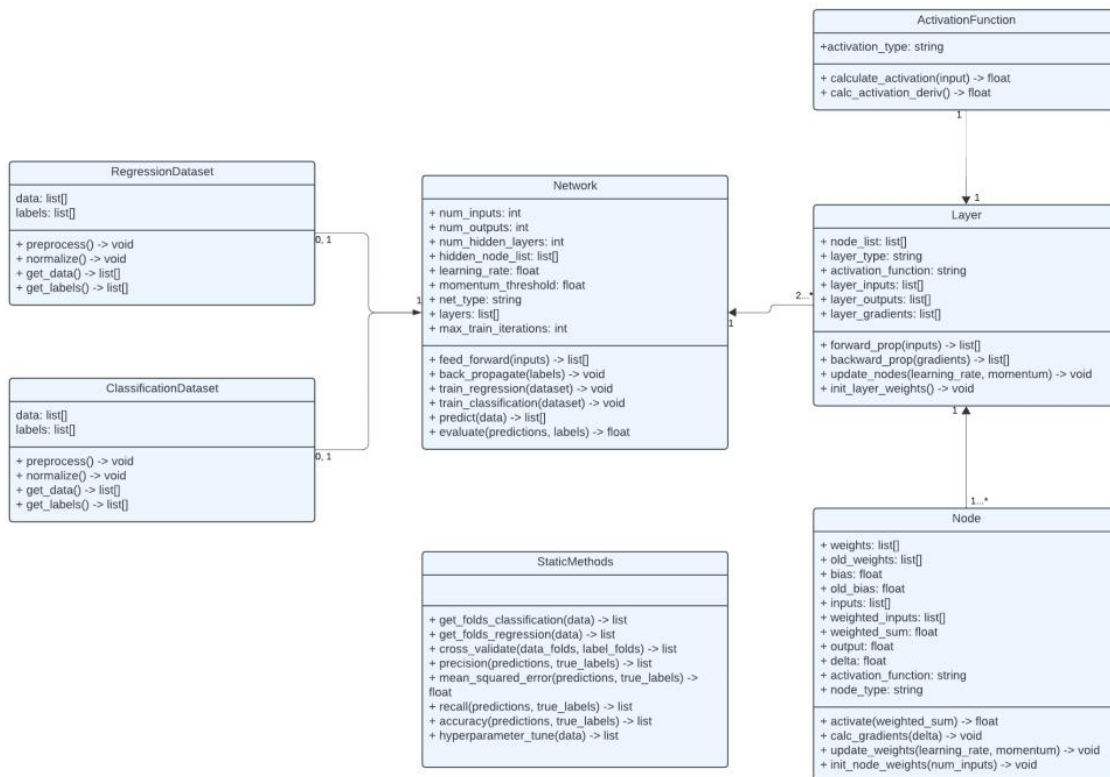 ActivationFunction
+activation_type: string
+ calculate_activation(input) -> float
+ calc_activation_deriv() -> float
1
1
RegressionDataset
data: list[]
labels: list[]
+ preprocess() -> void
+ normalize() -> void
+ get_data() -> list[]
+ get_labels() -> list[]
0, 1
ClassificationDataset
data: list[]
labels: list[]
+ preprocess() -> void
+ normalize() -> void
+ get_data() -> list[]
+ get_labels() -> list[]
0, 1
1
Network
+ num_inputs: int
+ num_outputs: int
+ num_hidden_layers: int
+ hidden_node_list: list[]
+ learning_rate: float
+ momentum_threshold: float
+ net_type: string
+ layers: list[]
+ max_train_iterations: int
+ feed_forward(inputs) -> list[]
+ back_propagate(labels) -> void
+ train_regression(dataset) -> void
+ train_classification(dataset) -> void
+ predict(data) -> list[]
+ evaluate(predictions, labels) -> float
1
2...*
Layer
+ node_list: list[]
+ layer_type: string
+ activation_function: string
+ layer_inputs: list[]
+ layer_outputs: list[]
+ layer_gradients: list[]
+ forward_prop(inputs) -> list[]
+ backward_prop(gradients) -> list[]
+ update_nodes(learning_rate, momentum) -> void
+ init_layer_weights() -> void
1
1...*
StaticMethods
+ get_folds_classification(data) -> list
+ get_folds_regression(data) -> list
+ cross_validate(data_folds, label_folds) -> list
+ precision(predictions, true_labels) -> list
+ mean_squared_error(predictions, true_labels) ->
float
+ recall(predictions, true_labels) -> list
+ accuracy(predictions, true_labels) -> list
+ hyperparameter_tune(data) -> list
Node
+ weights: list[]
+ old_weights: list[]
+ bias: float
+ old_bias: float
+ inputs: list[]
+ weighted_inputs: list[]
+ weighted_sum: float
+ output: float
+ delta: float
+ activation_function: string
+ node_type: string
+ activate(weighted_sum) -> float
+ calc_gradients(delta) -> void
+ update_weights(learning_rate, momentum) -> void
+ init_node_weights(num_inputs) -> void